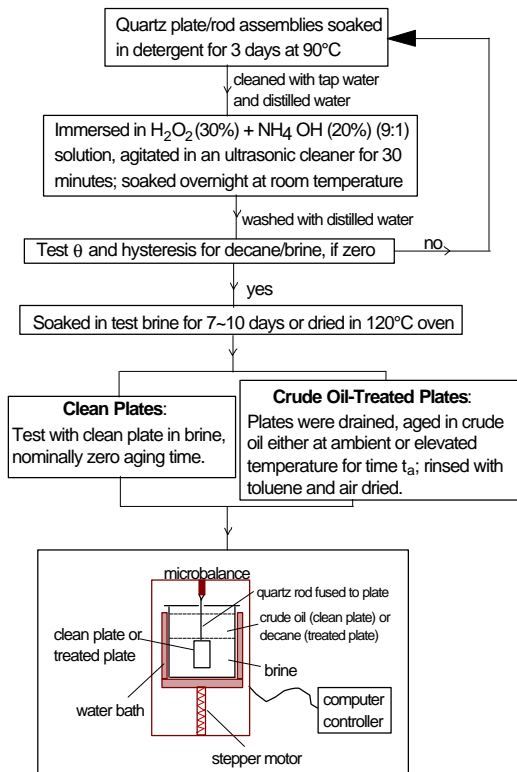 Quartz plate/rod assemblies soaked
in detergent for 3 days at 90°C
cleaned with tap water
and distilled water
Immersed in H₂O₂ (30%) + NH₄ OH (20%) (9:1)
solution, agitated in an ultrasonic cleaner for 30
minutes; soaked overnight at room temperature
washed with distilled water
Test θ and hysteresis for decane/brine, if zero
no
yes
Soaked in test brine for 7~10 days or dried in 120°C oven
Clean Plates:
Test with clean plate in brine,
nominally zero aging time.
Crude Oil-Treated Plates:
Plates were drained, aged in crude
oil either at ambient or elevated
temperature for time tₐ; rinsed with
toluene and air dried.
microbalance
quartz rod fused to plate
crude oil (clean plate) or
decane (treated plate)
clean plate or
treated plate
brine
water bath
computer
controller
stepper motor